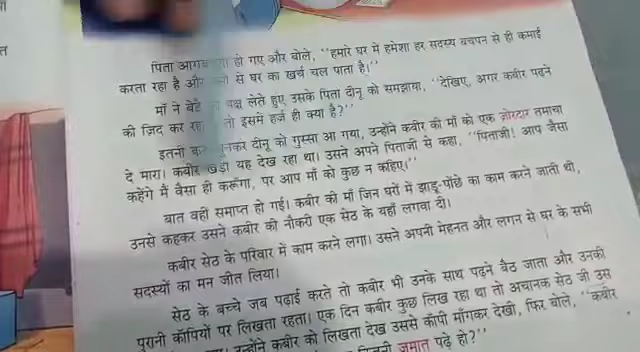 पिता आगबबूला हो गए और बोले, ‘‘हमारे घर में हमेशा हर सदस्य बचपन से ही कमाई
करता रहा है और से घर का खर्च चल पाता है।’’
माँ ने बेटे का पक्ष लेते हुए उसके पिता दीनू को समझाया, ‘‘देखिए, अगर कबीर पढ़ने
की ज़िद कर रहा तो इसमें हर्ज ही क्या है?’’
इतनी सुनकर दीनू को गुस्सा आ गया, उन्होंने कबीर की माँ को एक ज़ोरदार तमाचा
दे मारा। कबीर खड़ा यह देख रहा था। उसने अपने पिताजी से कहा, ‘‘पिताजी! आप जैसा
कहेंगे मैं वैसा ही करूँगा, पर आप माँ को कुछ न कहिए।’’
बात वहीं समाप्त हो गई। कबीर की माँ जिन घरों में झाड़ू-पोंछे का काम करने जाती थी,
उनसे कहकर उसने कबीर की नौकरी एक सेठ के यहाँ लगवा दी।
कबीर सेठ के परिवार में काम करने लगा। उसने अपनी मेहनत और लगन से घर के सभी
सदस्यों का मन जीत लिया।
सेठ के बच्चे जब पढ़ाई करते तो कबीर भी उनके साथ पढ़ने बैठ जाता और उनकी
पुरानी कॉपियों पर लिखता रहता। एक दिन कबीर कुछ लिख रहा था तो अचानक सेठ जी उस
उन्होंने कबीर को लिखता देख उससे कॉपी माँगकर देखी, फिर बोले, ‘‘कबीर
जमात पढ़े हो?’’